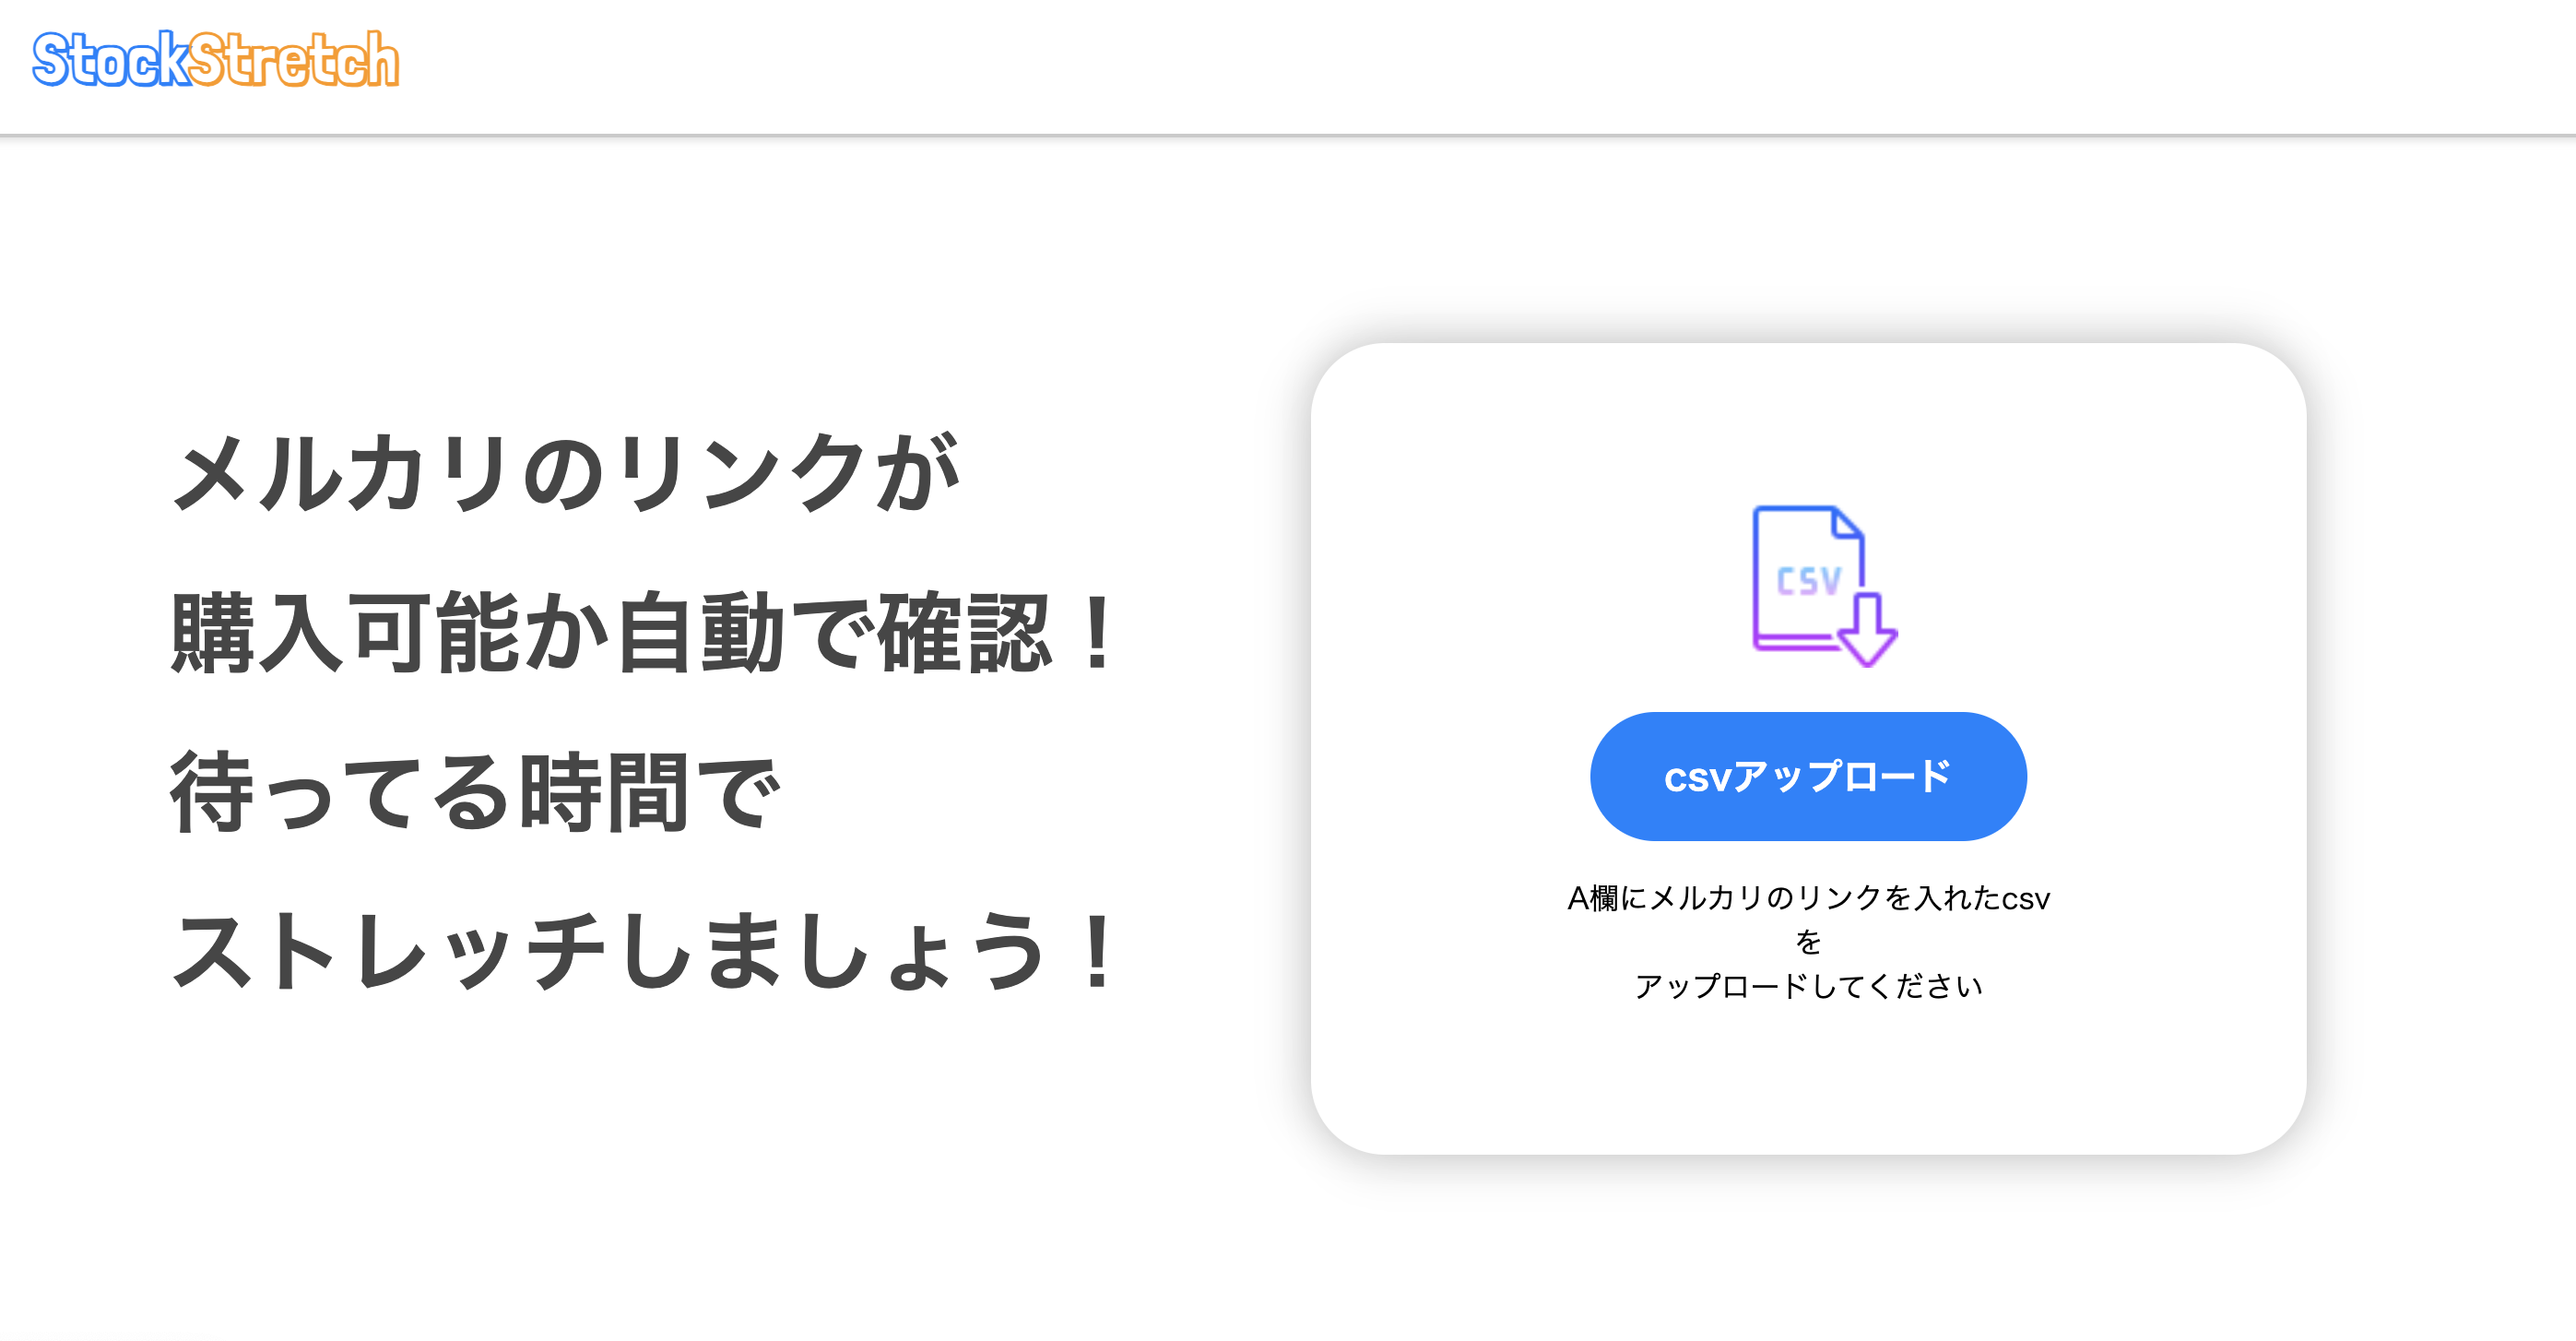 StockStretch
メルカリのリンクが
購入可能か自動で確認！
待ってる時間で
ストレッチしましょう！
CSV
csvアップロード
A欄にメルカリのリンクを入れたcsv
を
アップロードしてください